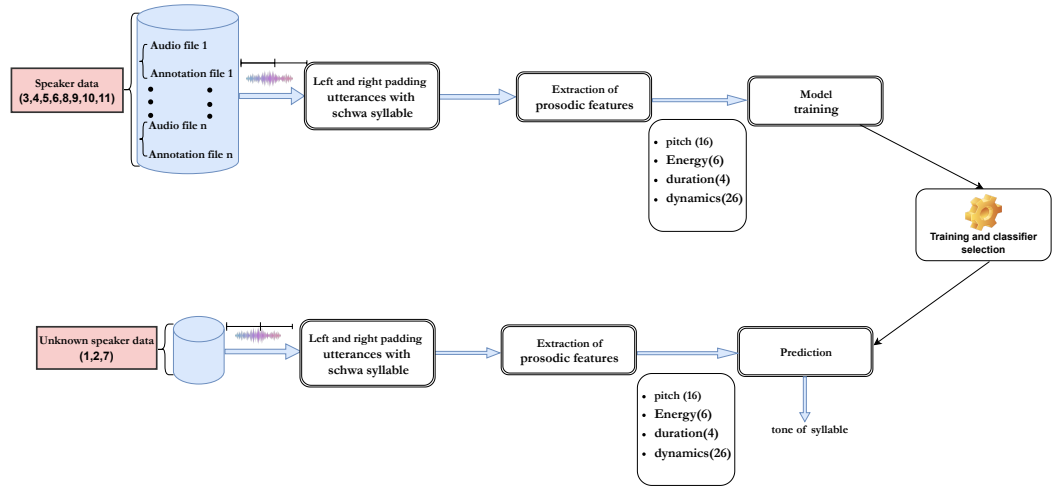 Speaker data
(3,4,5,6,8,9,10,11)
Audio file 1
Annotation file 1
Audio file n
Annotation file n
Left and right padding
utterances with
schwa syllable
Extraction of
prosodic features
• pitch (16)
• Energy(6)
• duration(4)
• dynamics(26)
Model
training
Training and classifier
selection
Unknown speaker data
(1,2,7)
Left and right padding
utterances with
schwa syllable
Extraction of
prosodic features
• pitch (16)
• Energy(6)
• duration(4)
• dynamics(26)
Prediction
tone of syllable